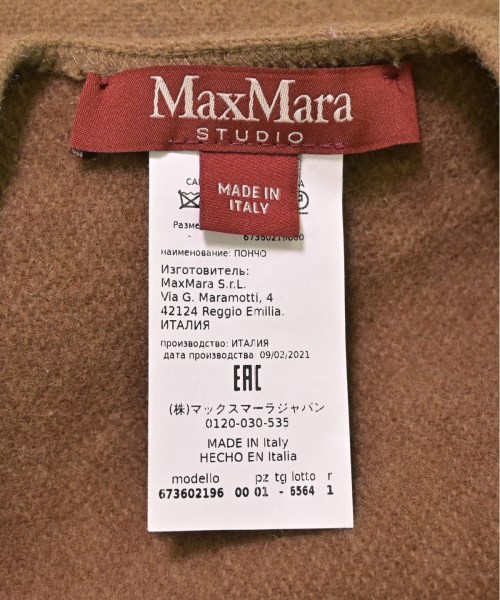 MaxMara
STUDIO
MADE IN
ITALY
наименование: ПОНЧО
Изготовитель:
MaxMara S.r.L.
Via G. Maramotti, 4
42124 Reggio Emilia.
ИТАЛИЯ
производство: ИТАЛИЯ
дата производства 09/02/2021
EAC
(株)マックスマーラジャパン
0120-030-535
MADE IN Italy
HECHO EN Italia
modello pz tg lotto r
673602196 00 01 - 6564 1